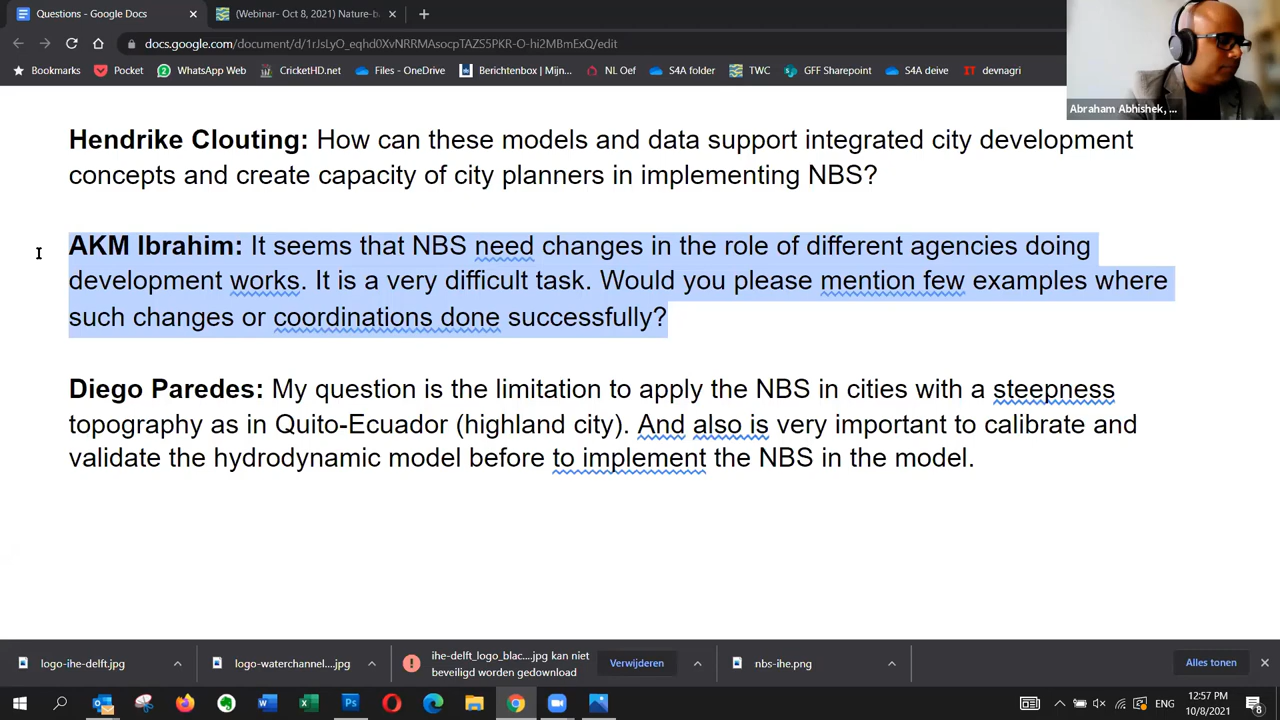 Questions - Google Docs
(Webinar- Oct 8, 2021) Nature-b
docs.google.com/document/d/1rJsLyO_eqhd0XvNRRMAsocpTAZS5PKR-O-hi2MBmExQ/edit
Bookmarks Pocket WhatsApp Web CricketHD.net Files - OneDrive Berichtenbox | Mijn... NL Oef S4A folder TWC GFF Sharepoint S4A deive devnagri
Abraham Abhishek, ...
Hendrike Clouting: How can these models and data support integrated city development
concepts and create capacity of city planners in implementing NBS?
AKM Ibrahim: It seems that NBS need changes in the role of different agencies doing
development works. It is a very difficult task. Would you please mention few examples where
such changes or coordinations done successfully?
Diego Paredes: My question is the limitation to apply the NBS in cities with a steepness
topography as in Quito-Ecuador (highland city). And also is very important to calibrate and
validate the hydrodynamic model before to implement the NBS in the model.
logo-ihe-delft.jpg
logo-waterchannel....jpg
ihe-delft_logo_blac....jpg kan niet
beveiligd worden gedownload
Verwijderen
nbs-ihe.png
Alles tonen
ENG
12:57 PM
10/8/2021
8